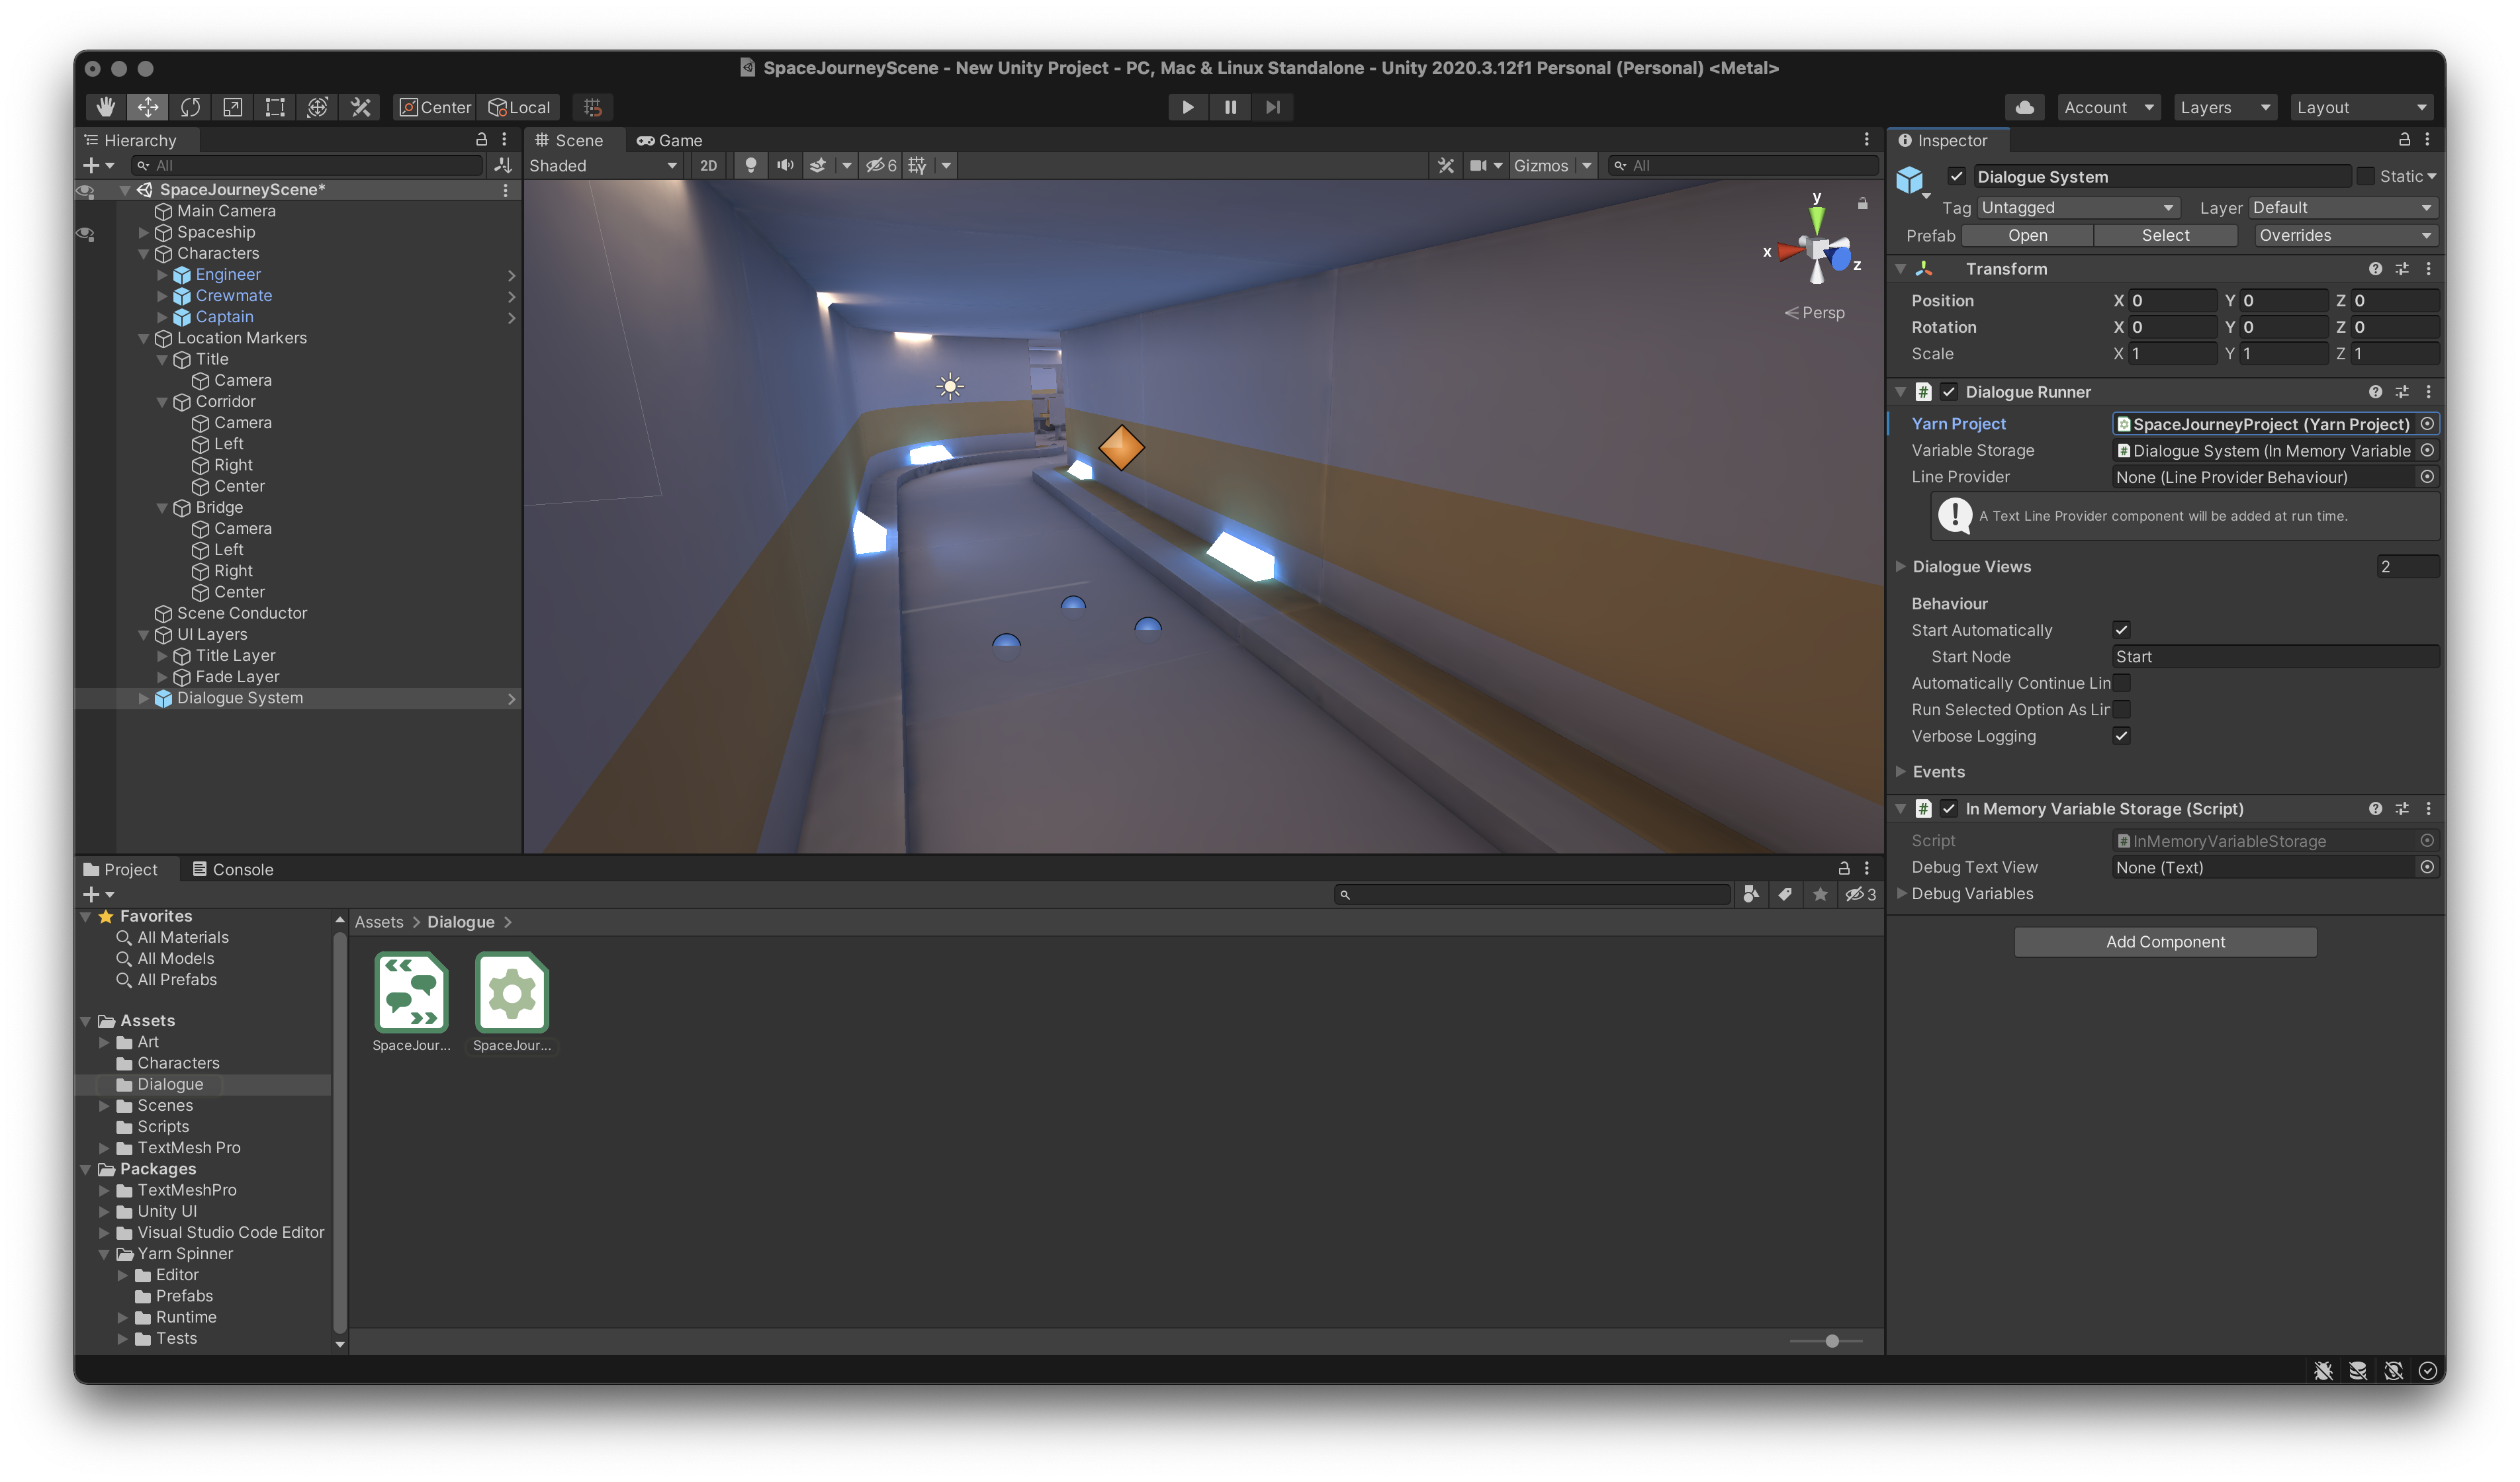 SpaceJourneyScene - New Unity Project - PC, Mac & Linux Standalone - Unity 2020.3.12f1 Personal (Personal) <Metal>
Center
Local
Account
Layers
Layout
Hierarchy
All
SpaceJourneyScene*
Main Camera
Spaceship
Characters
Engineer
Crewmate
Captain
Location Markers
Title
Camera
Corridor
Camera
Left
Right
Center
Bridge
Camera
Left
Right
Center
Scene Conductor
UI Layers
Title Layer
Fade Layer
Dialogue System
Scene
Game
Shaded
2D
6
Gizmos
All
y
x
z
Persp
Inspector
Dialogue System
Static
Tag Untagged
Layer Default
Prefab Open Select Overrides
Transform
Position X 0 Y 0 Z 0
Rotation X 0 Y 0 Z 0
Scale X 1 Y 1 Z 1
# Dialogue Runner
Yarn Project SpaceJourneyProject (Yarn Project)
Variable Storage # Dialogue System (In Memory Variable
Line Provider None (Line Provider Behaviour)
! A Text Line Provider component will be added at run time.
Dialogue Views 2
Behaviour
Start Automatically
Start Node Start
Automatically Continue Lin
Run Selected Option As Lir
Verbose Logging
Events
# In Memory Variable Storage (Script)
Script # InMemoryVariableStorage
Debug Text View None (Text)
Debug Variables
Add Component
Project
Console
3
Favorites
All Materials
All Models
All Prefabs
Assets
Art
Characters
Dialogue
Scenes
Scripts
TextMesh Pro
Packages
TextMeshPro
Unity UI
Visual Studio Code Editor
Yarn Spinner
Editor
Prefabs
Runtime
Tests
Assets > Dialogue >
SpaceJour...
SpaceJour...